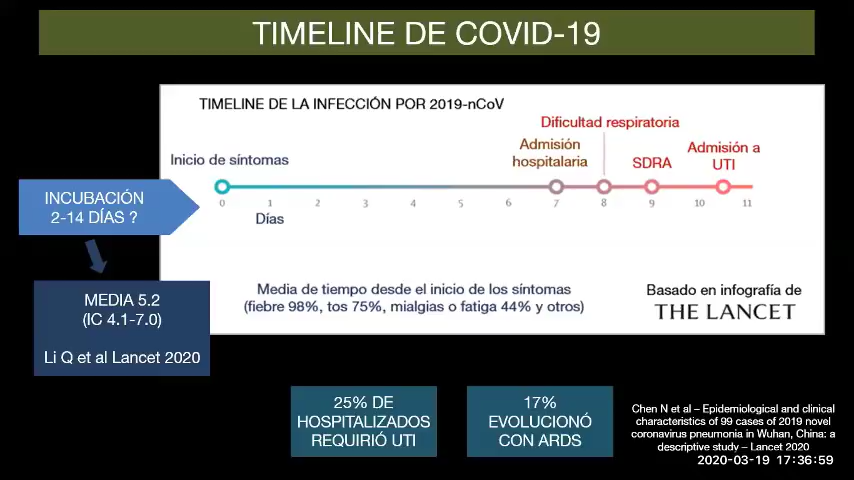 TIMELINE DE COVID-19
TIMELINE DE LA INFECCIÓN POR 2019-nCoV
Dificultad respiratoria
Admisión
hospitalaria
Admisión a
UTI
SDRA
Inicio de síntomas
0 1 2 3 4 5 6 7 8 9 10 11
Días
INCUBACIÓN
2-14 DÍAS ?
MEDIA 5.2
(IC 4.1-7.0)
Li Q et al Lancet 2020
Media de tiempo desde el inicio de los síntomas
(fiebre 98%, tos 75%, mialgias o fatiga 44% y otros)
Basado en infografía de
THE LANCET
25% DE
HOSPITALIZADOS
REQUIRIÓ UTI
17%
EVOLUCIONÓ
CON ARDS
Chen N et al – Epidemiological and clinical
characteristics of 99 cases of 2019 novel
coronavirus pneumonia in Wuhan, China: a
descriptive study – Lancet 2020
2020-03-19 17:36:59